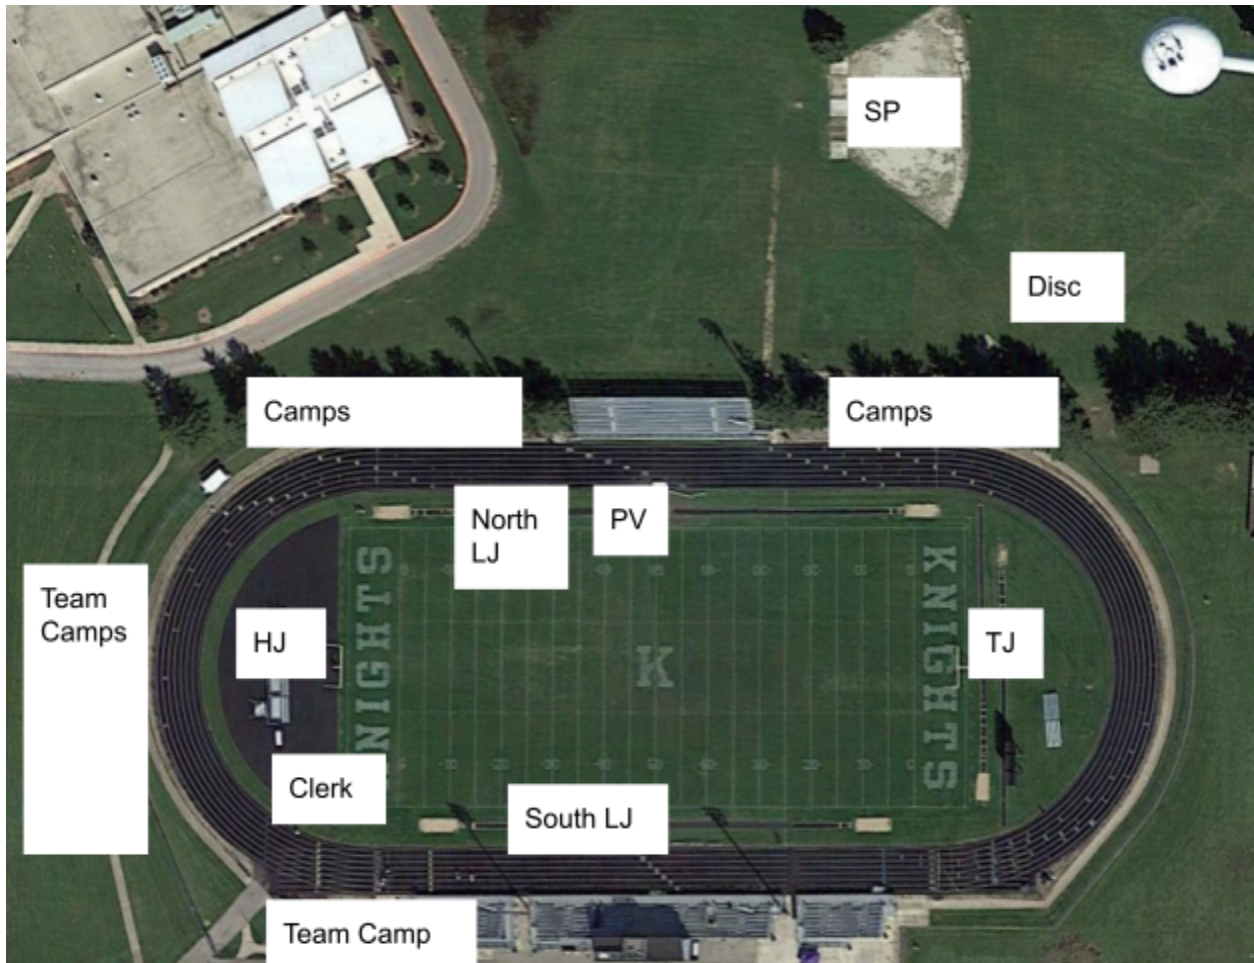 SP
Disc
Camps
Camps
North
LJ
PV
Team
Camps
HJ
TJ
KNIGHTS
K
KNIGHTS
Clerk
South LJ
Team Camp